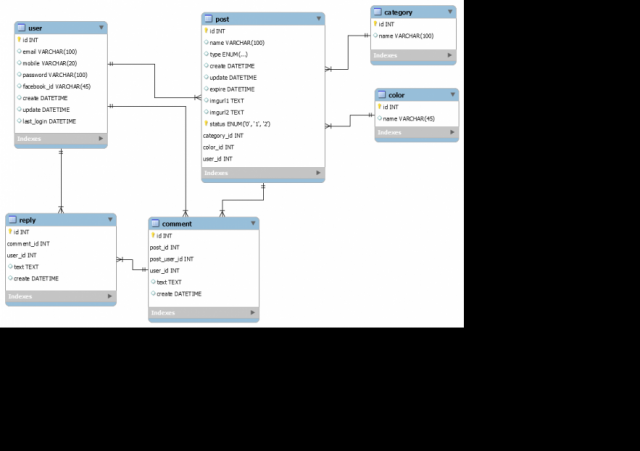 user
id INT
email VARCHAR(100)
mobile VARCHAR(20)
password VARCHAR(100)
facebook_id VARCHAR(45)
create DATETIME
update DATETIME
last_login DATETIME
Indexes
post
id INT
name VARCHAR(100)
type ENUM(...)
create DATETIME
update DATETIME
expire DATETIME
imgurl1 TEXT
imgurl2 TEXT
status ENUM('0', '1', '2')
category_id INT
color_id INT
user_id INT
Indexes
category
id INT
name VARCHAR(100)
Indexes
color
id INT
name VARCHAR(45)
Indexes
reply
id INT
comment_id INT
user_id INT
text TEXT
create DATETIME
Indexes
comment
id INT
post_id INT
post_user_id INT
user_id INT
text TEXT
create DATETIME
Indexes